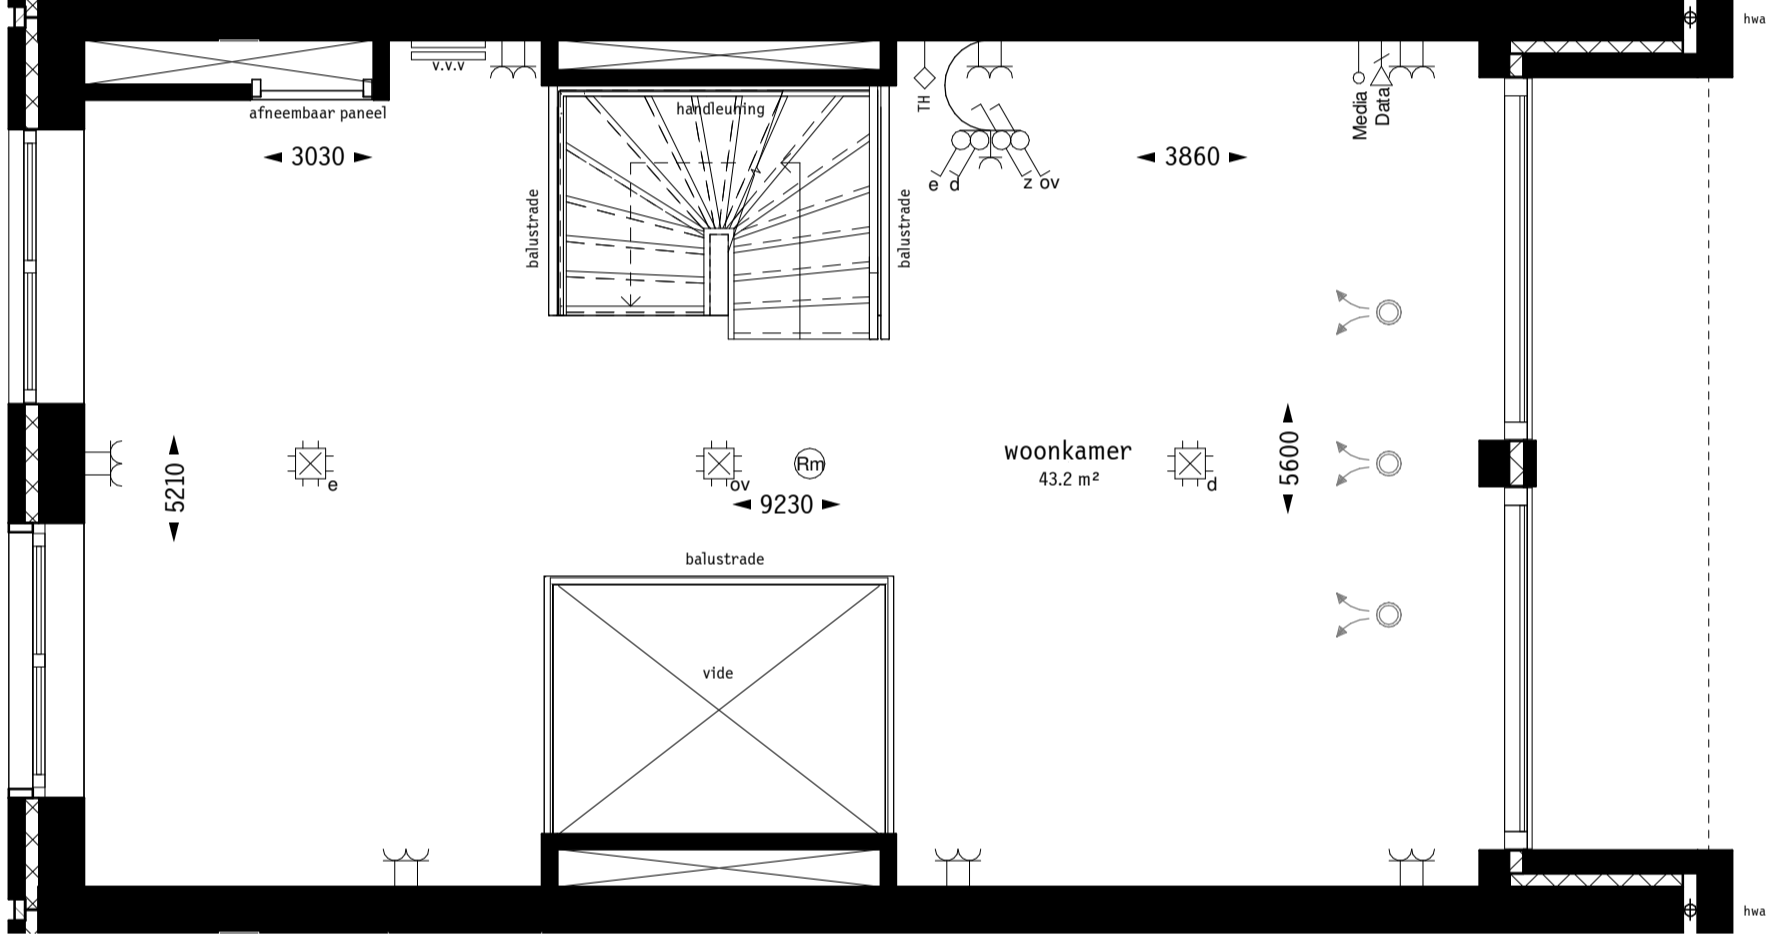 hwa
v.v.v
afneembaar paneel
handleuning
TH
Media
Data
3030
3860
e
d
z
ov
balustrade
balustrade
woonkamer
43.2 m²
5210
e
ov
Rm
9230
d
5600
balustrade
vide
hwa